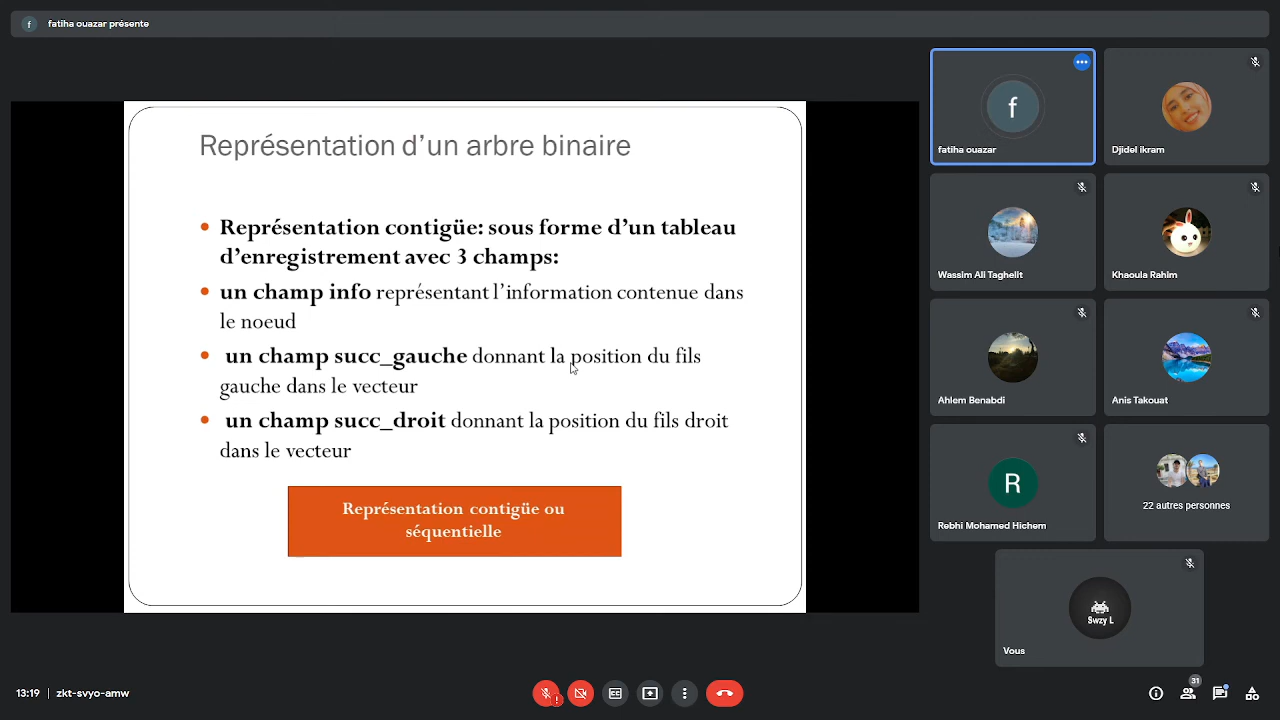 f fatiha ouazar présente
Représentation d’un arbre binaire
• Représentation contigüe: sous forme d’un tableau
d’enregistrement avec 3 champs:
• un champ info représentant l’information contenue dans
le noeud
• un champ succ_gauche donnant la position du fils
gauche dans le vecteur
• un champ succ_droit donnant la position du fils droit
dans le vecteur
Représentation contigüe ou
séquentielle
f
fatiha ouazar
Djidel ikram
Wassim Ali Taghelit
Khaoula Rahim
Ahlem Benabdi
Anis Takouat
R
Rebhi Mohamed Hichem
22 autres personnes
Swzy L
Vous
13:19 | zkt-svyo-amw
31